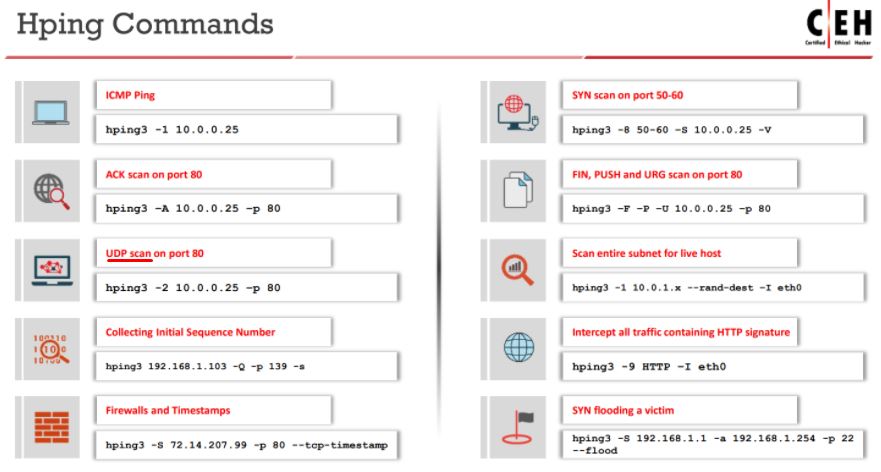 Hping Commands
C|EH
Certified Ethical Hacker
ICMP Ping
hping3 -1 10.0.0.25
ACK scan on port 80
hping3 -A 10.0.0.25 -p 80
UDP scan on port 80
hping3 -2 10.0.0.25 -p 80
Collecting Initial Sequence Number
hping3 192.168.1.103 -Q -p 139 -s
Firewalls and Timestamps
hping3 -S 72.14.207.99 -p 80 --tcp-timestamp
SYN scan on port 50-60
hping3 -8 50-60 -S 10.0.0.25 -V
FIN, PUSH and URG scan on port 80
hping3 -F -P -U 10.0.0.25 -p 80
Scan entire subnet for live host
hping3 -1 10.0.1.x --rand-dest -I eth0
Intercept all traffic containing HTTP signature
hping3 -9 HTTP -I eth0
SYN flooding a victim
hping3 -S 192.168.1.1 -a 192.168.1.254 -p 22
--flood